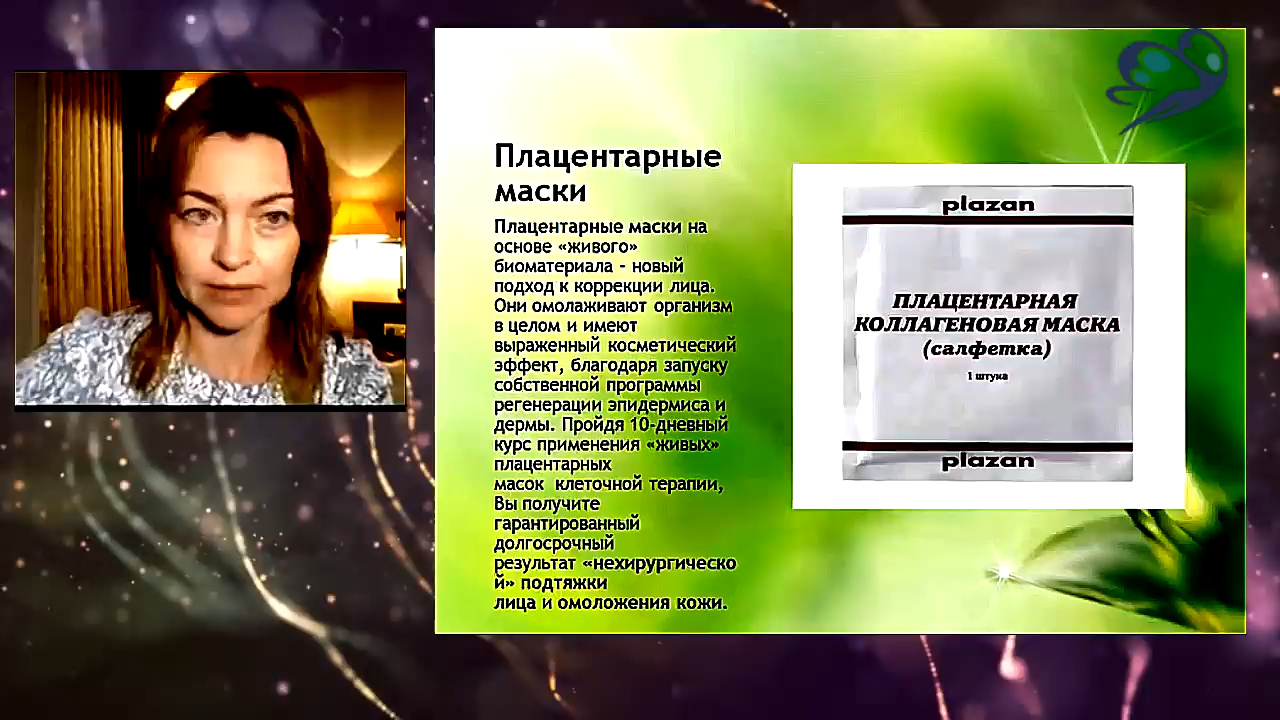 Плацентарные
маски
Плацентарные маски на
основе «живого»
биоматериала - новый
подход к коррекции лица.
Они омолаживают организм
в целом и имеют
выраженный косметический
эффект, благодаря запуску
собственной программы
регенерации эпидермиса и
дермы. Пройдя 10-дневный
курс применения «живых»
плацентарных
масок клеточной терапии,
Вы получите
гарантированный
долгосрочный
результат «нехирургическо
й» подтяжки
лица и омоложения кожи.
plazan
ПЛАЦЕНТАРНАЯ
КОЛЛАГЕНОВАЯ МАСКА
(салфетка)
1 штука
plazan